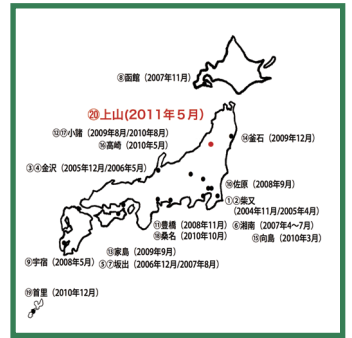 ⑧函館（2007年11月）
⑳上山(2011年５月)
⑫⑰小諸（2009年8月/2010年8月）
⑯高崎（2010年5月）
⑭釜石（2009年12月）
③④金沢（2005年12月/2006年5月）
⑩佐原（2008年9月）
①②柴又
（2004年11月/2005年4月）
⑥湘南（2007年4〜7月）
⑮向島（2010年3月）
⑪豊橋（2008年11月）
⑱桑名（2010年10月）
⑬家島（2009年9月）
⑨宇宿（2008年5月）
⑤⑦坂出（2006年12月/2007年8月）
⑲首里（2010年12月）